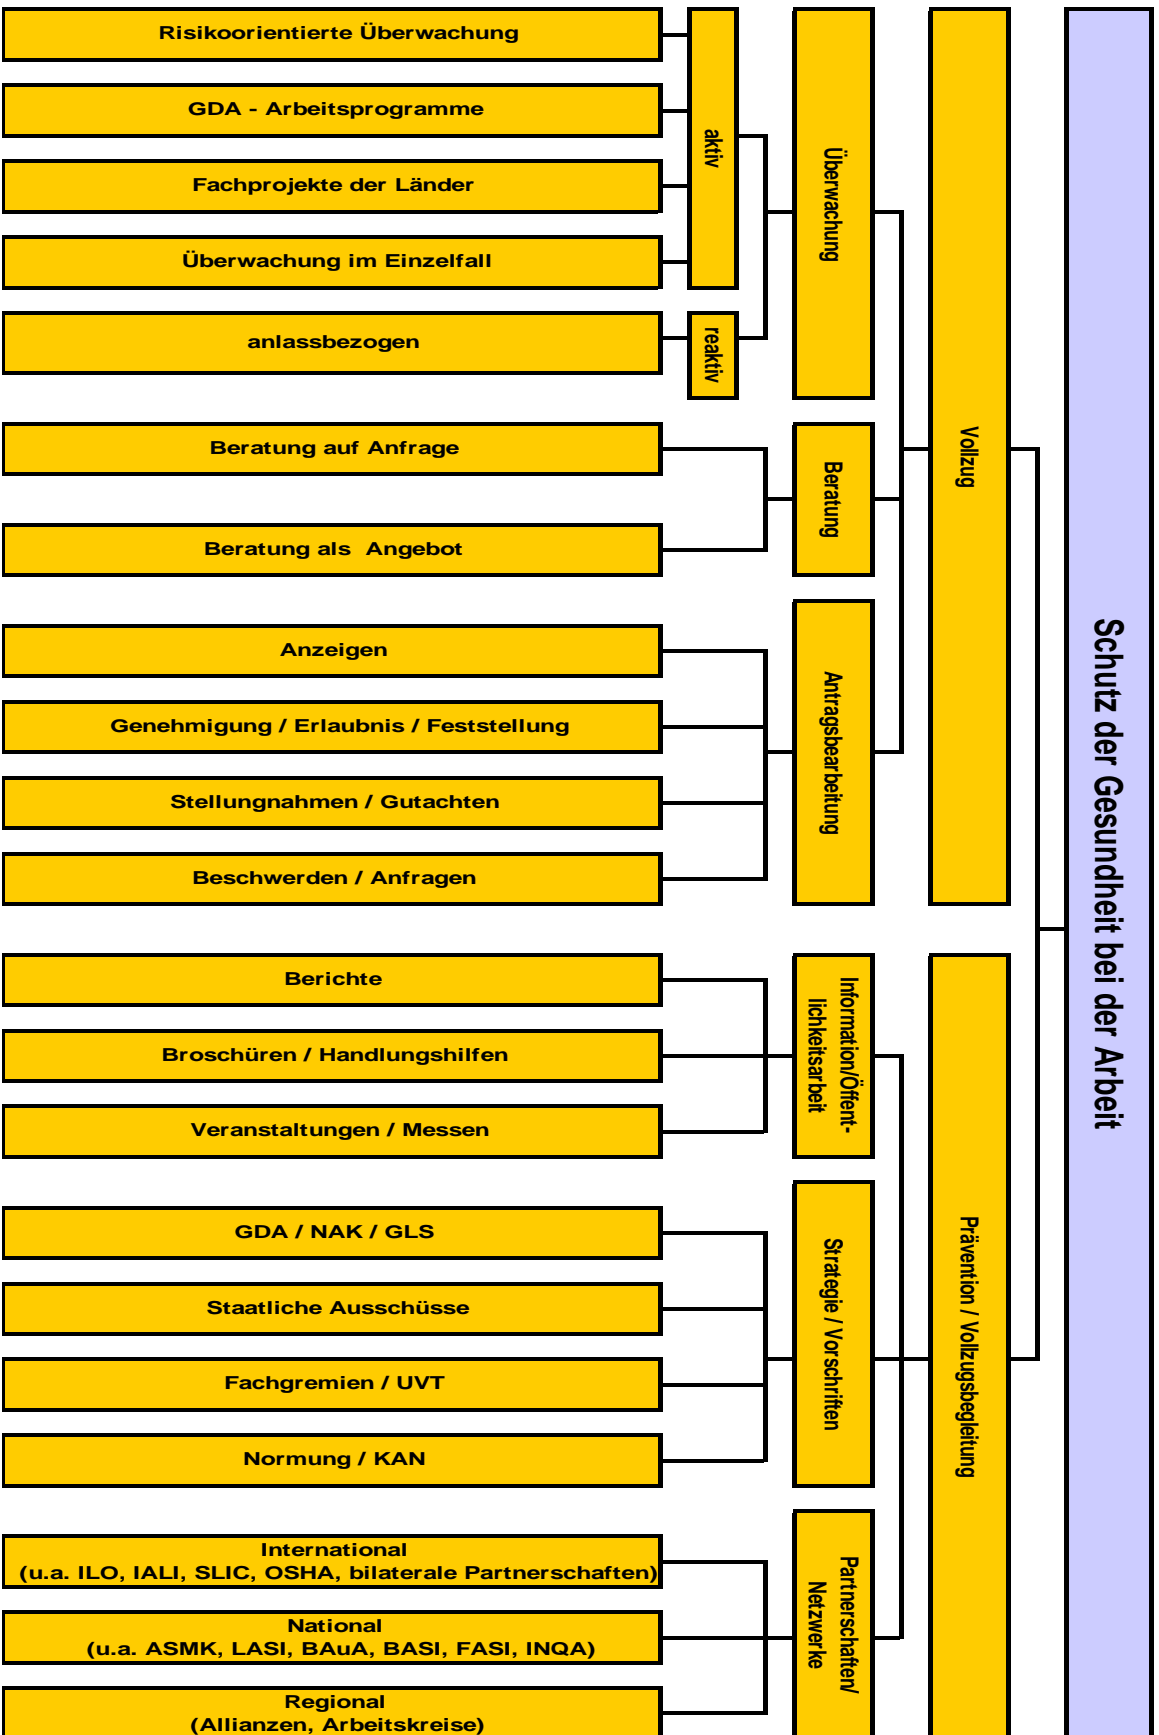 Schutz der Gesundheit bei der Arbeit
Vollzug
Überwachung
aktiv
Risikoorientierte Überwachung
GDA - Arbeitsprogramme
Fachprojekte der Länder
Überwachung im Einzelfall
reaktiv
anlassbezogen
Beratung
Beratung auf Anfrage
Beratung als Angebot
Antragsbearbeitung
Anzeigen
Genehmigung / Erlaubnis / Feststellung
Stellungnahmen / Gutachten
Beschwerden / Anfragen
Prävention / Vollzugsbegleitung
Information/Öffent-
lichkeitsarbeit
Berichte
Broschüren / Handlungshilfen
Veranstaltungen / Messen
Strategie / Vorschriften
GDA / NAK / GLS
Staatliche Ausschüsse
Fachgremien / UVT
Normung / KAN
Partnerschaften/
Netzwerke
International
(u.a. ILO, IALI, SLIC, OSHA, bilaterale Partnerschaften)
National
(u.a. ASMK, LASI, BAuA, BASI, FASI, INQA)
Regional
(Allianzen, Arbeitskreise)